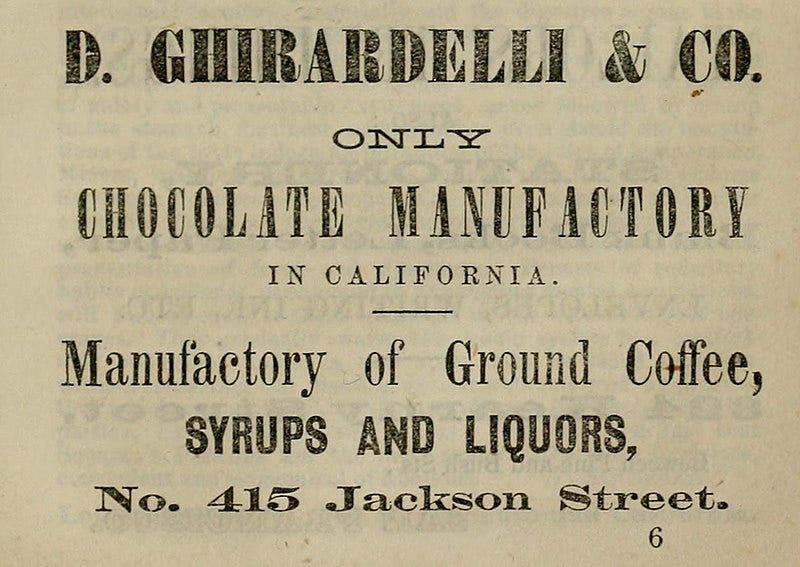 D. GHIRARDELLI & CO.
ONLY
CHOCOLATE MANUFACTORY
IN CALIFORNIA.
Manufactory of Ground Coffee,
SYRUPS AND LIQUORS,
No. 415 Jackson Street.
6